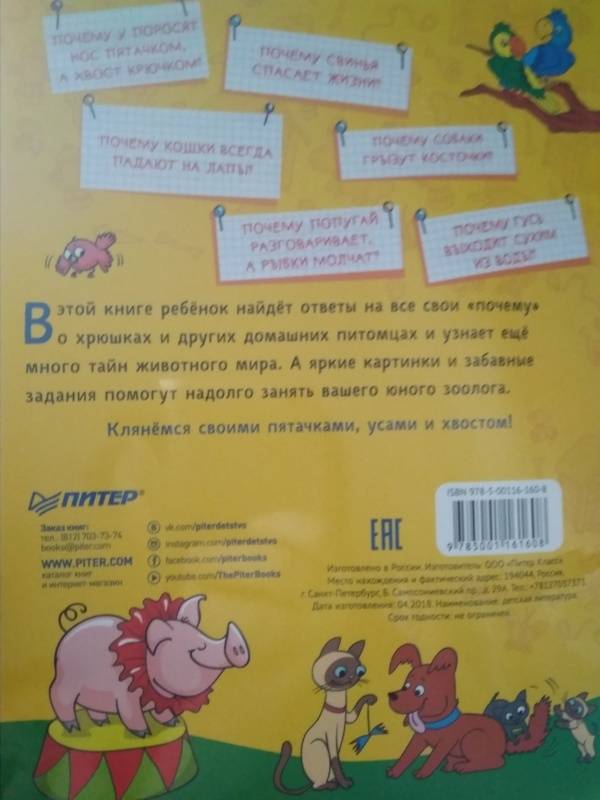 ПОЧЕМУ У ПОРОСЯТ
НОС ПЯТАЧКОМ,
А ХВОСТ КРЮЧКОМ?
ПОЧЕМУ СВИНЬЯ
СПАСАЕТ ЖИЗНИ?
ПОЧЕМУ КОШКИ ВСЕГДА
ПАДАЮТ НА ЛАПЫ?
ПОЧЕМУ СОБАКИ
ГРЫЗУТ КОСТОЧКИ?
ПОЧЕМУ ПОПУГАЙ
РАЗГОВАРИВАЕТ,
А РЫБКИ МОЛЧАТ?
ПОЧЕМУ ГУСЬ
ВЫХОДИТ СУХИМ
ИЗ ВОДЫ?
В этой книге ребёнок найдёт ответы на все свои «почему»
о хрюшках и других домашних питомцах и узнает ещё
много тайн животного мира. А яркие картинки и забавные
задания помогут надолго занять вашего юного зоолога.
Клянёмся своими пятачками, усами и хвостом!
ПИТЕР®
Заказ книг:
тел. (812) 703-73-74
books@piter.com
WWW.PITER.COM
каталог книг
и интернет-магазин
vk.com/piterdetstvo
instagram.com/piterdetstvo
facebook.com/piterbooks
youtube.com/ThePiterBooks
EAC
ISBN 978-5-00116-160-8
9 785001 161608
Изготовлено в России. Изготовитель: ООО «Питер Класс».
Место нахождения и фактический адрес: 194044, Россия,
г. Санкт-Петербург, Б. Сампсониевский пр., д. 29А. Тел.: +78127037373.
Дата изготовления: 04.2018. Наименование: детская литература.
Срок годности: не ограничен.